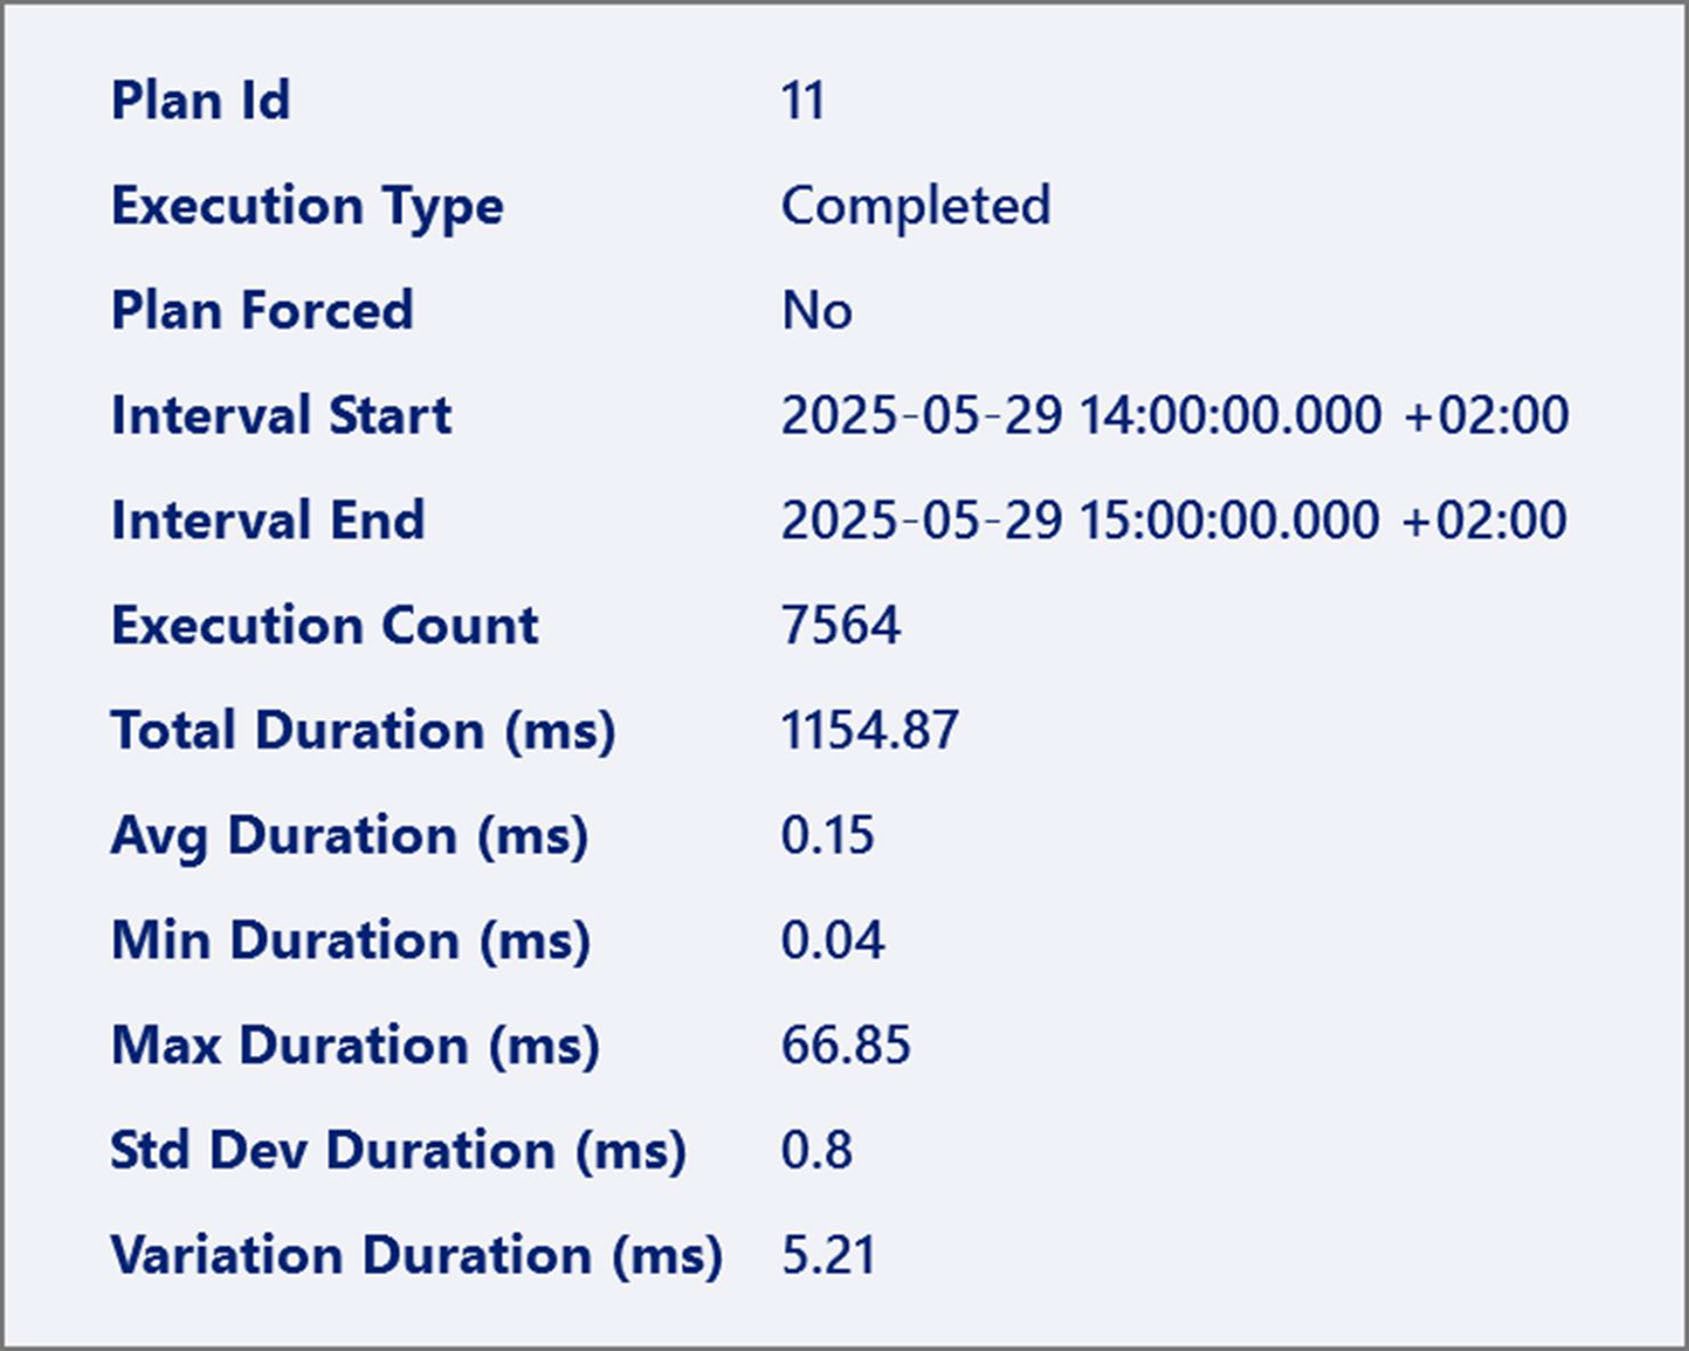 Plan Id 11
Execution Type Completed
Plan Forced No
Interval Start 2025-05-29 14:00:00.000 +02:00
Interval End 2025-05-29 15:00:00.000 +02:00
Execution Count 7564
Total Duration (ms) 1154.87
Avg Duration (ms) 0.15
Min Duration (ms) 0.04
Max Duration (ms) 66.85
Std Dev Duration (ms) 0.8
Variation Duration (ms) 5.21